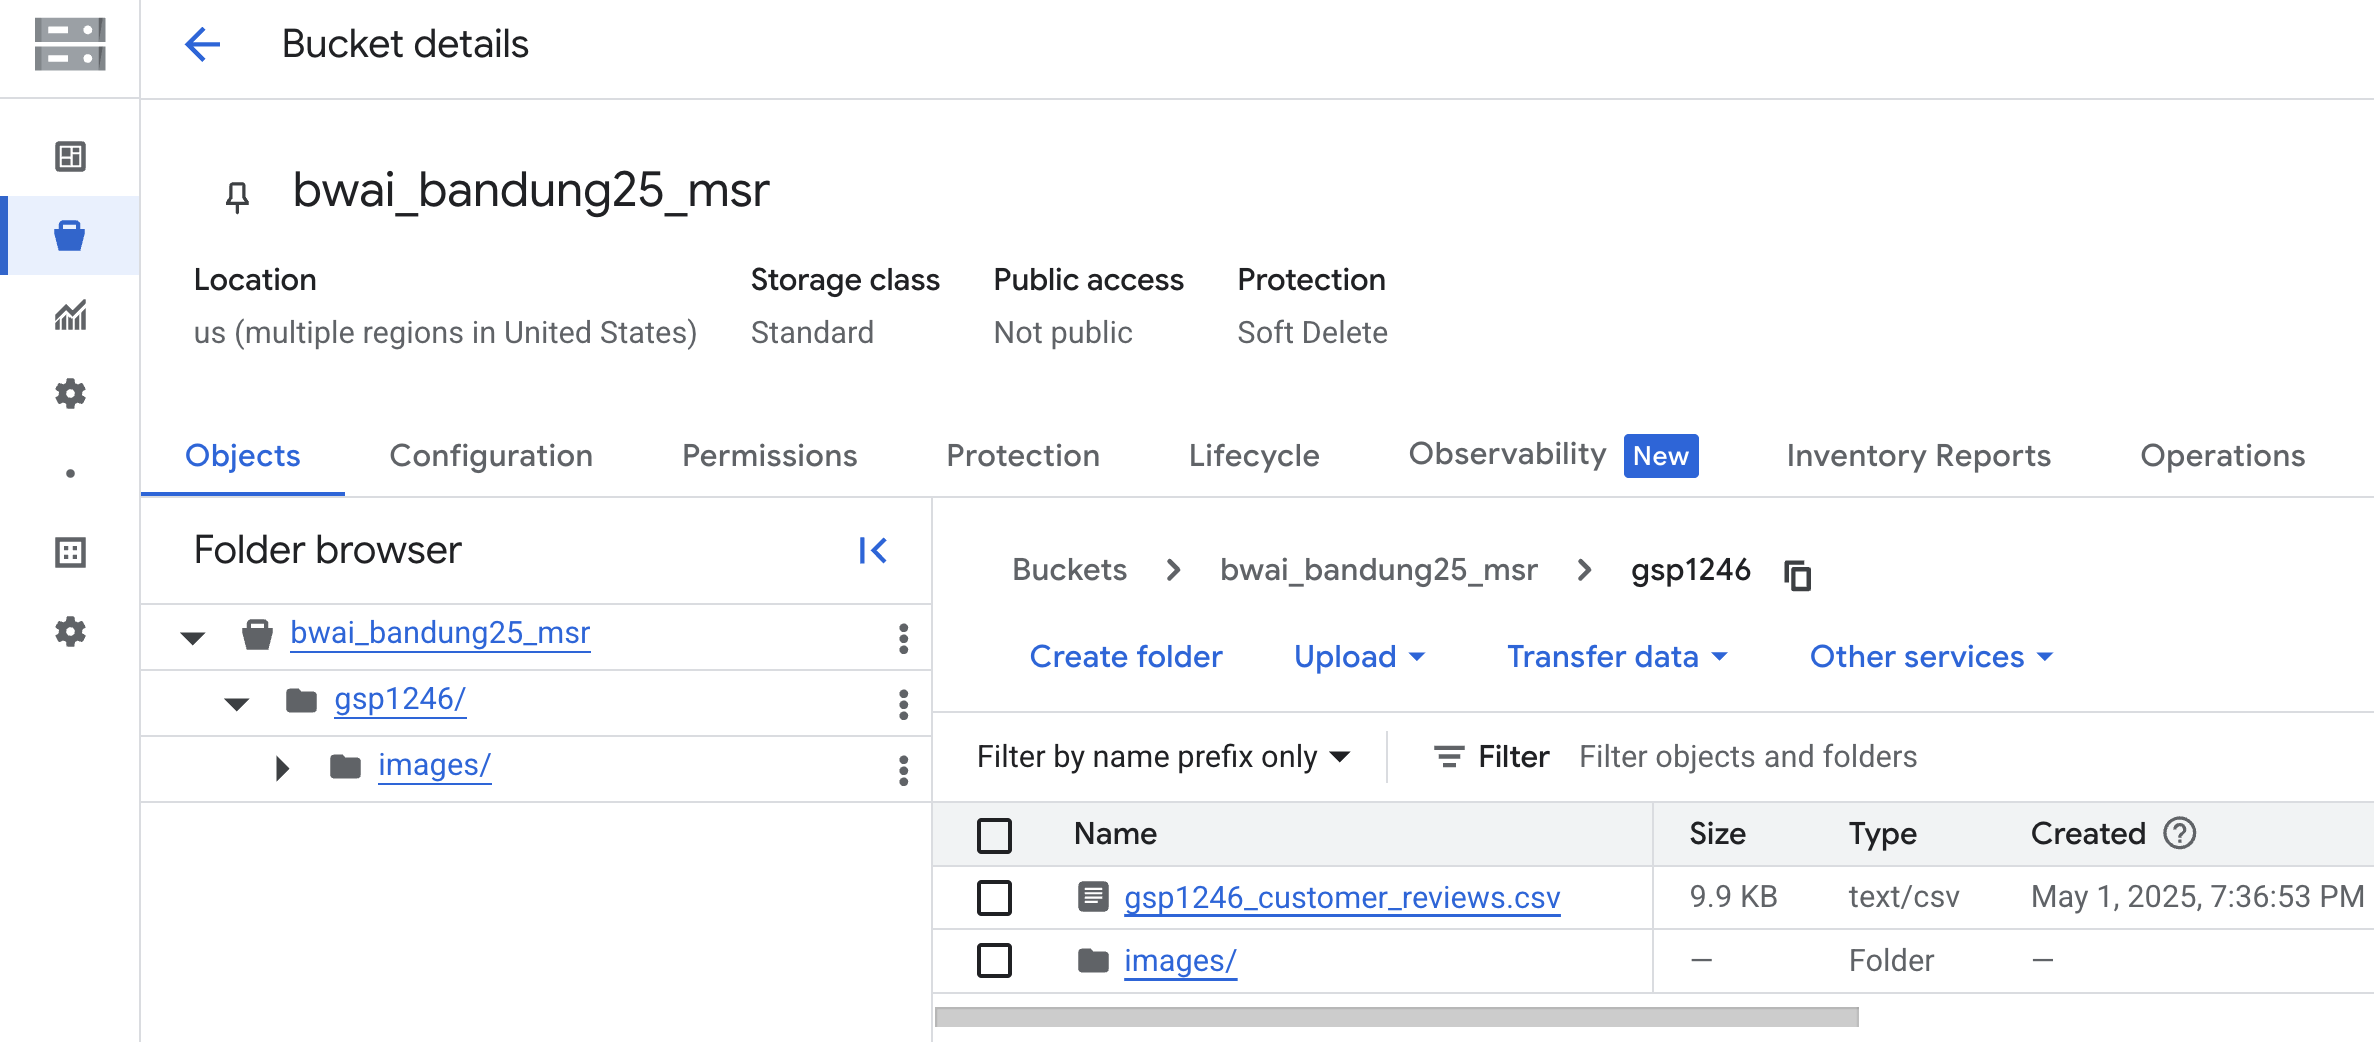 Bucket details
bwai_bandung25_msr
Location
us (multiple regions in United States)
Storage class
Standard
Public access
Not public
Protection
Soft Delete
Objects
Configuration
Permissions
Protection
Lifecycle
Observability New
Inventory Reports
Operations
Folder browser
bwai_bandung25_msr
gsp1246/
images/
Buckets bwai_bandung25_msr gsp1246
Create folder Upload Transfer data Other services
Filter by name prefix only Filter Filter objects and folders
Name Size Type Created
gsp1246_customer_reviews.csv 9.9 KB text/csv May 1, 2025, 7:36:53 PM
images/ — Folder —